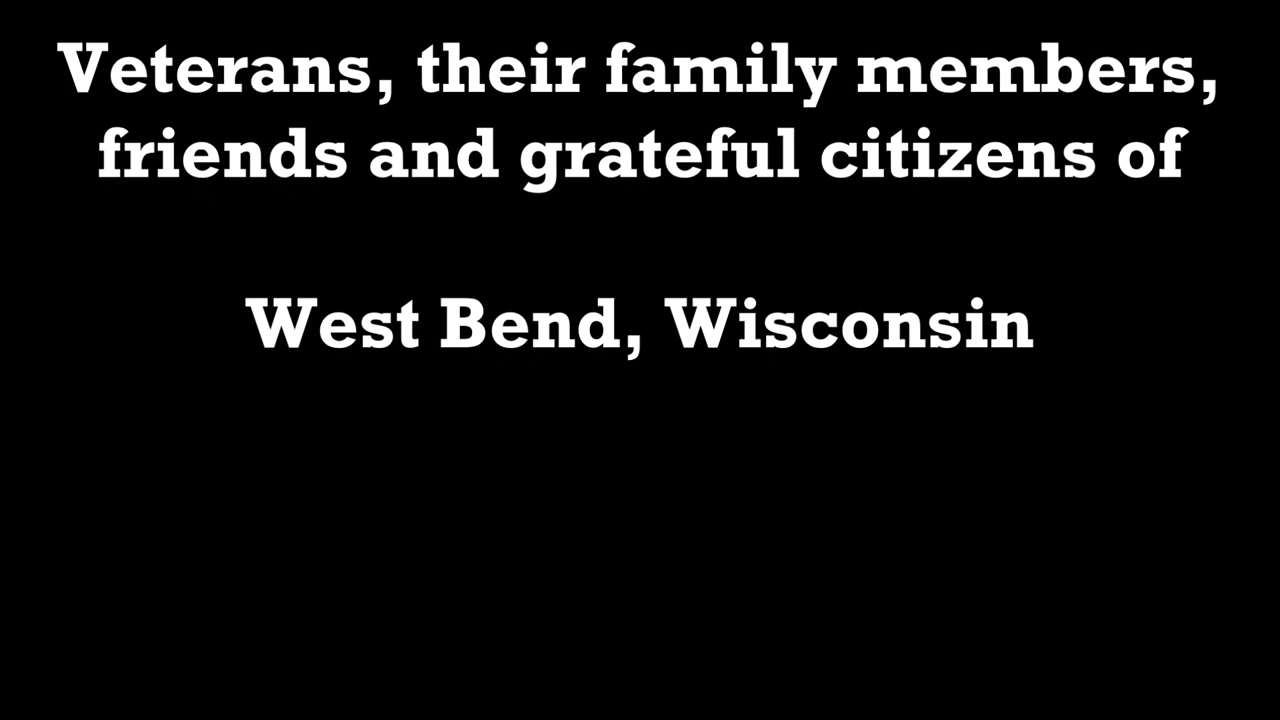 Veterans, their family members,
friends and grateful citizens of
West Bend, Wisconsin